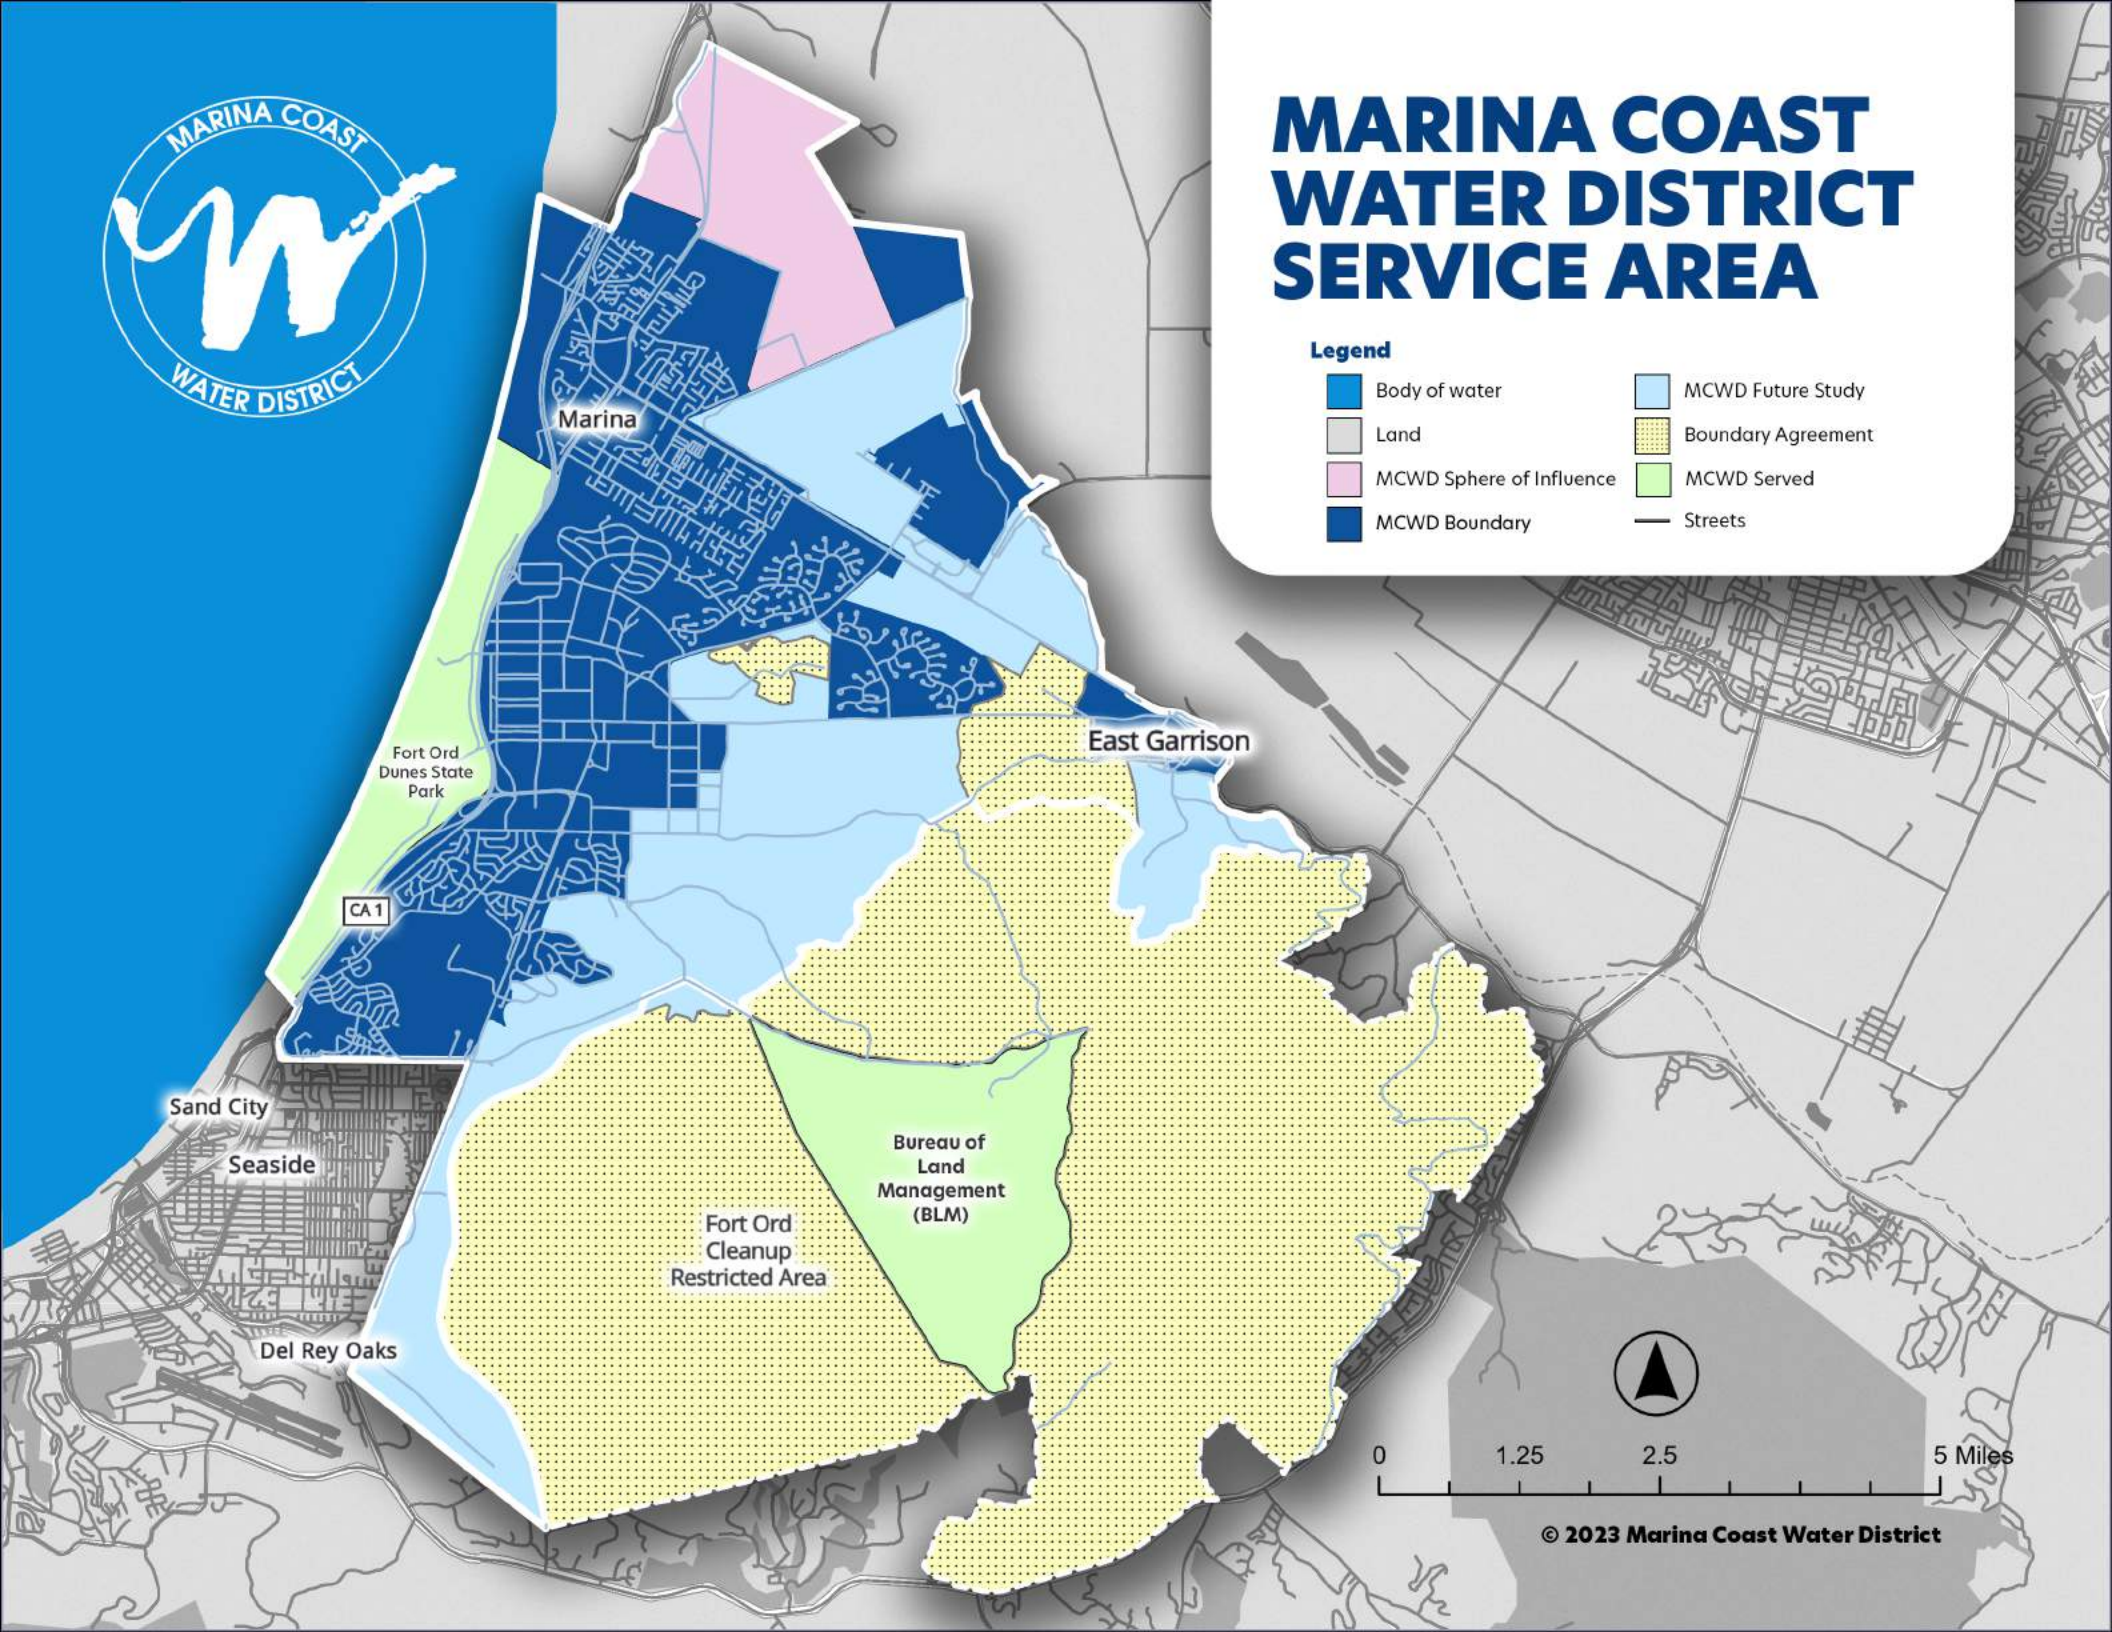 MARINA COAST
WATER DISTRICT
MARINA COAST
WATER DISTRICT
SERVICE AREA
Legend
Body of water
Land
MCWD Sphere of Influence
MCWD Boundary
MCWD Future Study
Boundary Agreement
MCWD Served
Streets
Marina
East Garrison
Fort Ord
Dunes State
Park
CA 1
Sand City
Seaside
Bureau of
Land
Management
(BLM)
Fort Ord
Cleanup
Restricted Area
Del Rey Oaks
0 1.25 2.5 5 Miles
© 2023 Marina Coast Water District